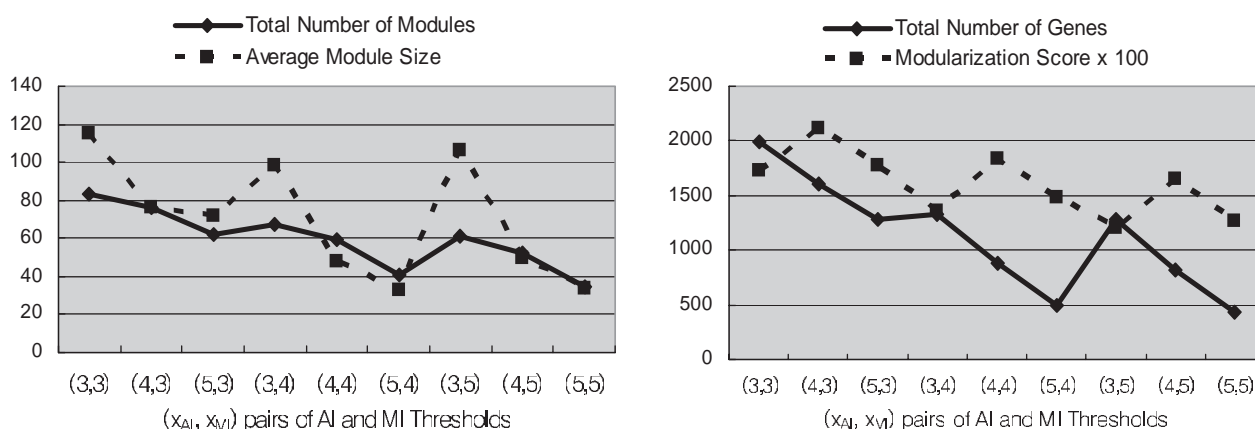 Total Number of Modules
Average Module Size
140
120
100
80
60
40
20
0
(3,3) (4,3) (5,3) (3,4) (4,4) (5,4) (3,5) (4,5) (5,5)
(xAI, xMI) pairs of AI and MI Thresholds
Total Number of Genes
Modularization Score x 100
2500
2000
1500
1000
500
0
(3,3) (4,3) (5,3) (3,4) (4,4) (5,4) (3,5) (4,5) (5,5)
(xAI, xMI) pairs of AI and MI Thresholds